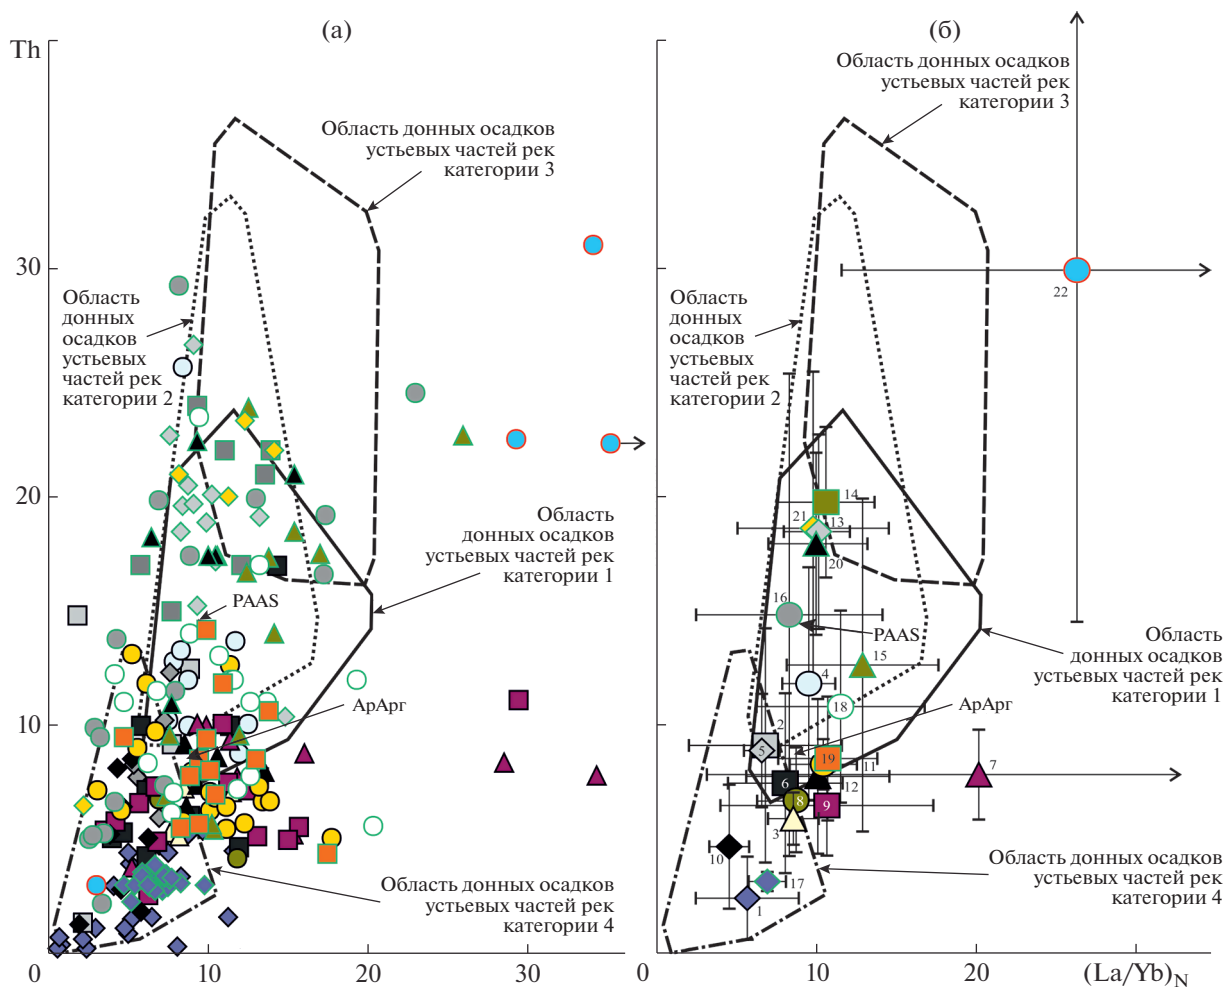 (а)
Th
Область донных осадков
устьевых частей рек
категории 3
30
Область
донных
осадков
устьевых
частей рек
категории 2
20
Область
донных осадков
устьевых частей рек
категории 1
PAAS
АрАрг
10
Область донных осадков
устьевых частей рек
категории 4
0
10
20
30
(б)
Область донных осадков
устьевых частей рек
категории 3
22
Область
донных
осадков
устьевых
частей рек
категории 2
14
21
13
20
16
PAAS
15
Область
донных осадков
устьевых частей рек
категории 1
4
18
АрАрг
2
5
19
11
7
6
12
8
9
3
10
17
1
Область донных осадков
устьевых частей рек
категории 4
0
10
20
(La/Yb)N